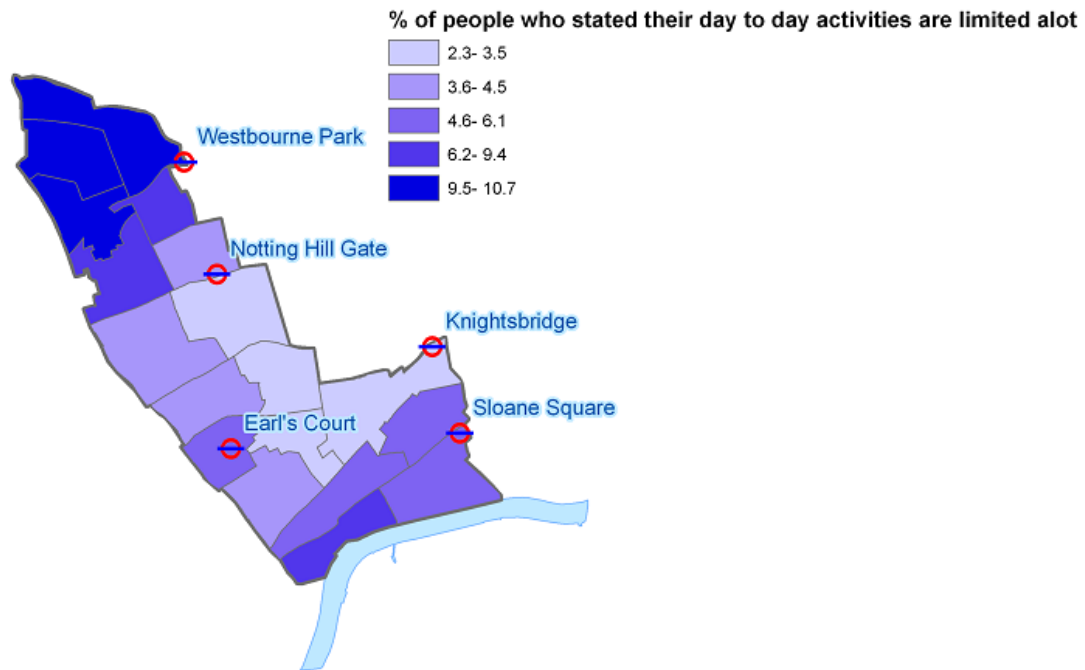 % of people who stated their day to day activities are limited alot
2.3- 3.5
3.6- 4.5
4.6- 6.1
6.2- 9.4
9.5- 10.7
Westbourne Park
Notting Hill Gate
Knightsbridge
Sloane Square
Earl's Court